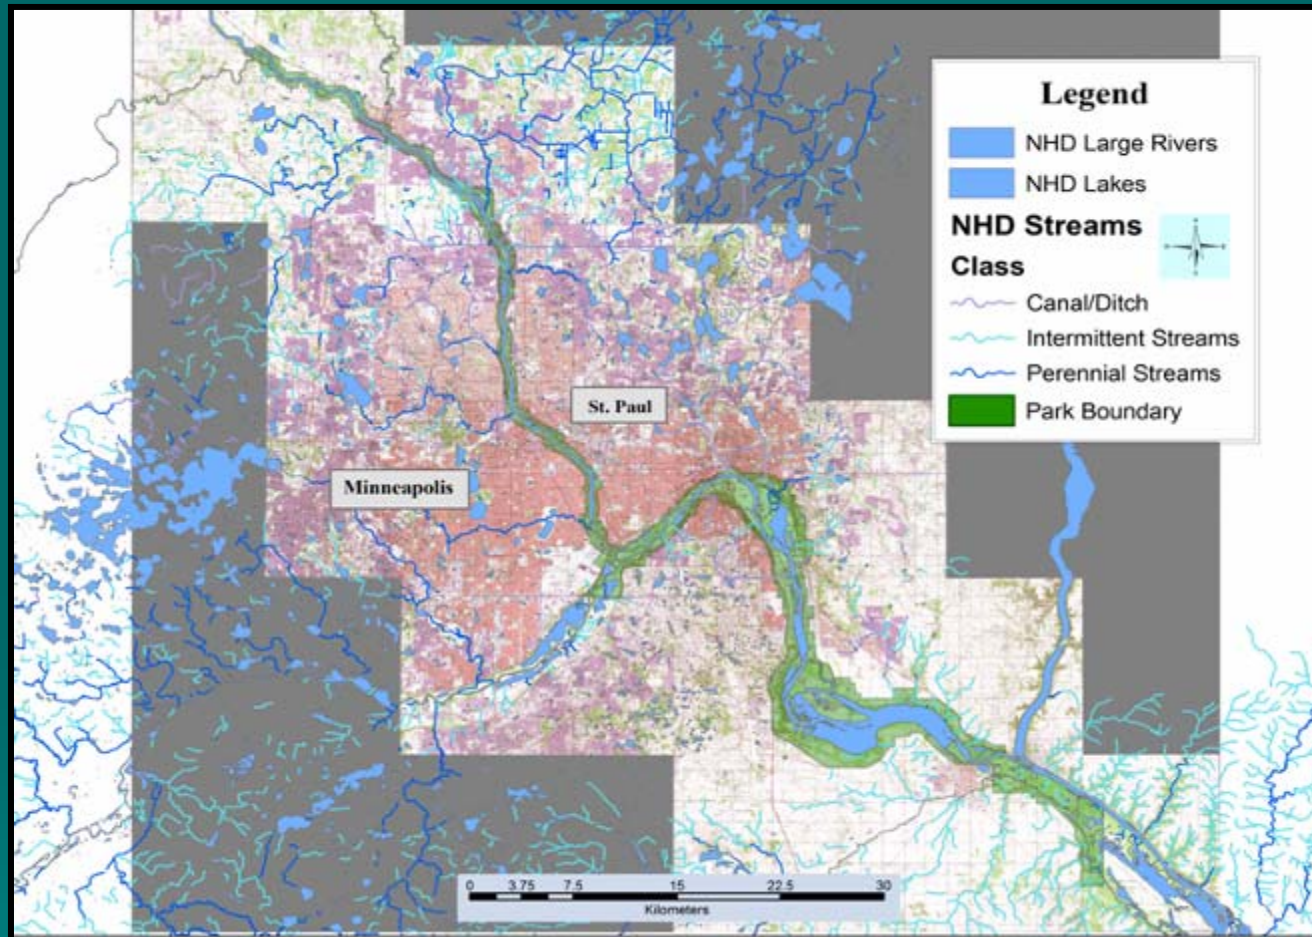 Legend
NHD Large Rivers
NHD Lakes
NHD Streams
Class
Canal/Ditch
Intermittent Streams
Perennial Streams
Park Boundary
St. Paul
Minneapolis
0 3.75 7.5 15 22.5 30
Kilometers